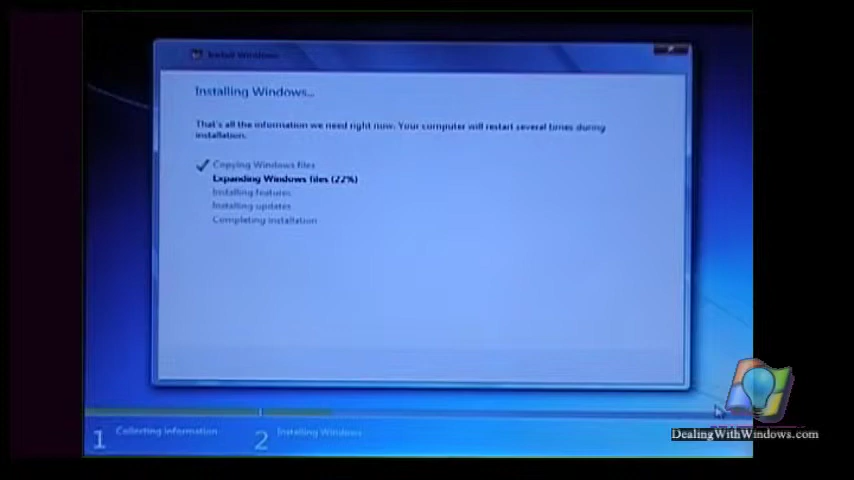 Install Windows
Installing Windows...
That's all the information we need right now. Your computer will restart several times during
installation.
Copying Windows files
Expanding Windows files (22%)
Installing features
Installing updates
Completing installation
1 Collecting information
2 Installing Windows
DealingWithWindows.com